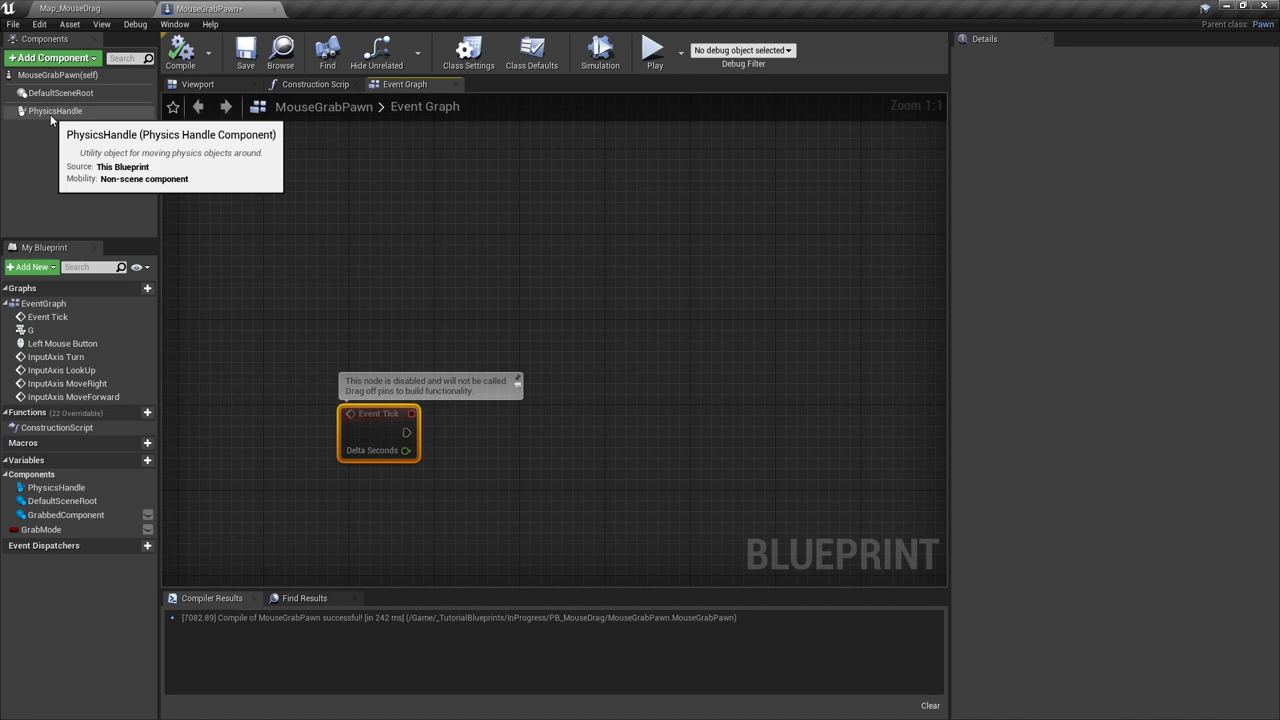 Map_MouseDrag
MouseGrabPawn*
File Edit Asset View Debug Window Help
Parent class: Pawn
Components
+ Add Component
Search
MouseGrabPawn(self)
DefaultSceneRoot
PhysicsHandle
PhysicsHandle (Physics Handle Component)
Utility object for moving physics objects around.
Source: This Blueprint
Mobility: Non-scene component
Compile Save Browse Find Hide Unrelated Class Settings Class Defaults Simulation Play
No debug object selected
Debug Filter
Viewport Construction Scrip Event Graph
MouseGrabPawn > Event Graph
Zoom 1:1
Details
My Blueprint
+ Add New
Search
Graphs
EventGraph
Event Tick
G
Left Mouse Button
InputAxis Turn
InputAxis LookUp
InputAxis MoveRight
InputAxis MoveForward
Functions (22 Overridable)
ConstructionScript
Macros
Variables
Components
PhysicsHandle
DefaultSceneRoot
GrabbedComponent
GrabMode
Event Dispatchers
This node is disabled and will not be called.
Drag off pins to build functionality.
Event Tick
Delta Seconds
BLUEPRINT
Compiler Results Find Results
[7082.89] Compile of MouseGrabPawn successful! [in 242 ms] (/Game/_TutorialBlueprints/InProgress/PB_MouseDrag/MouseGrabPawn.MouseGrabPawn)
Clear